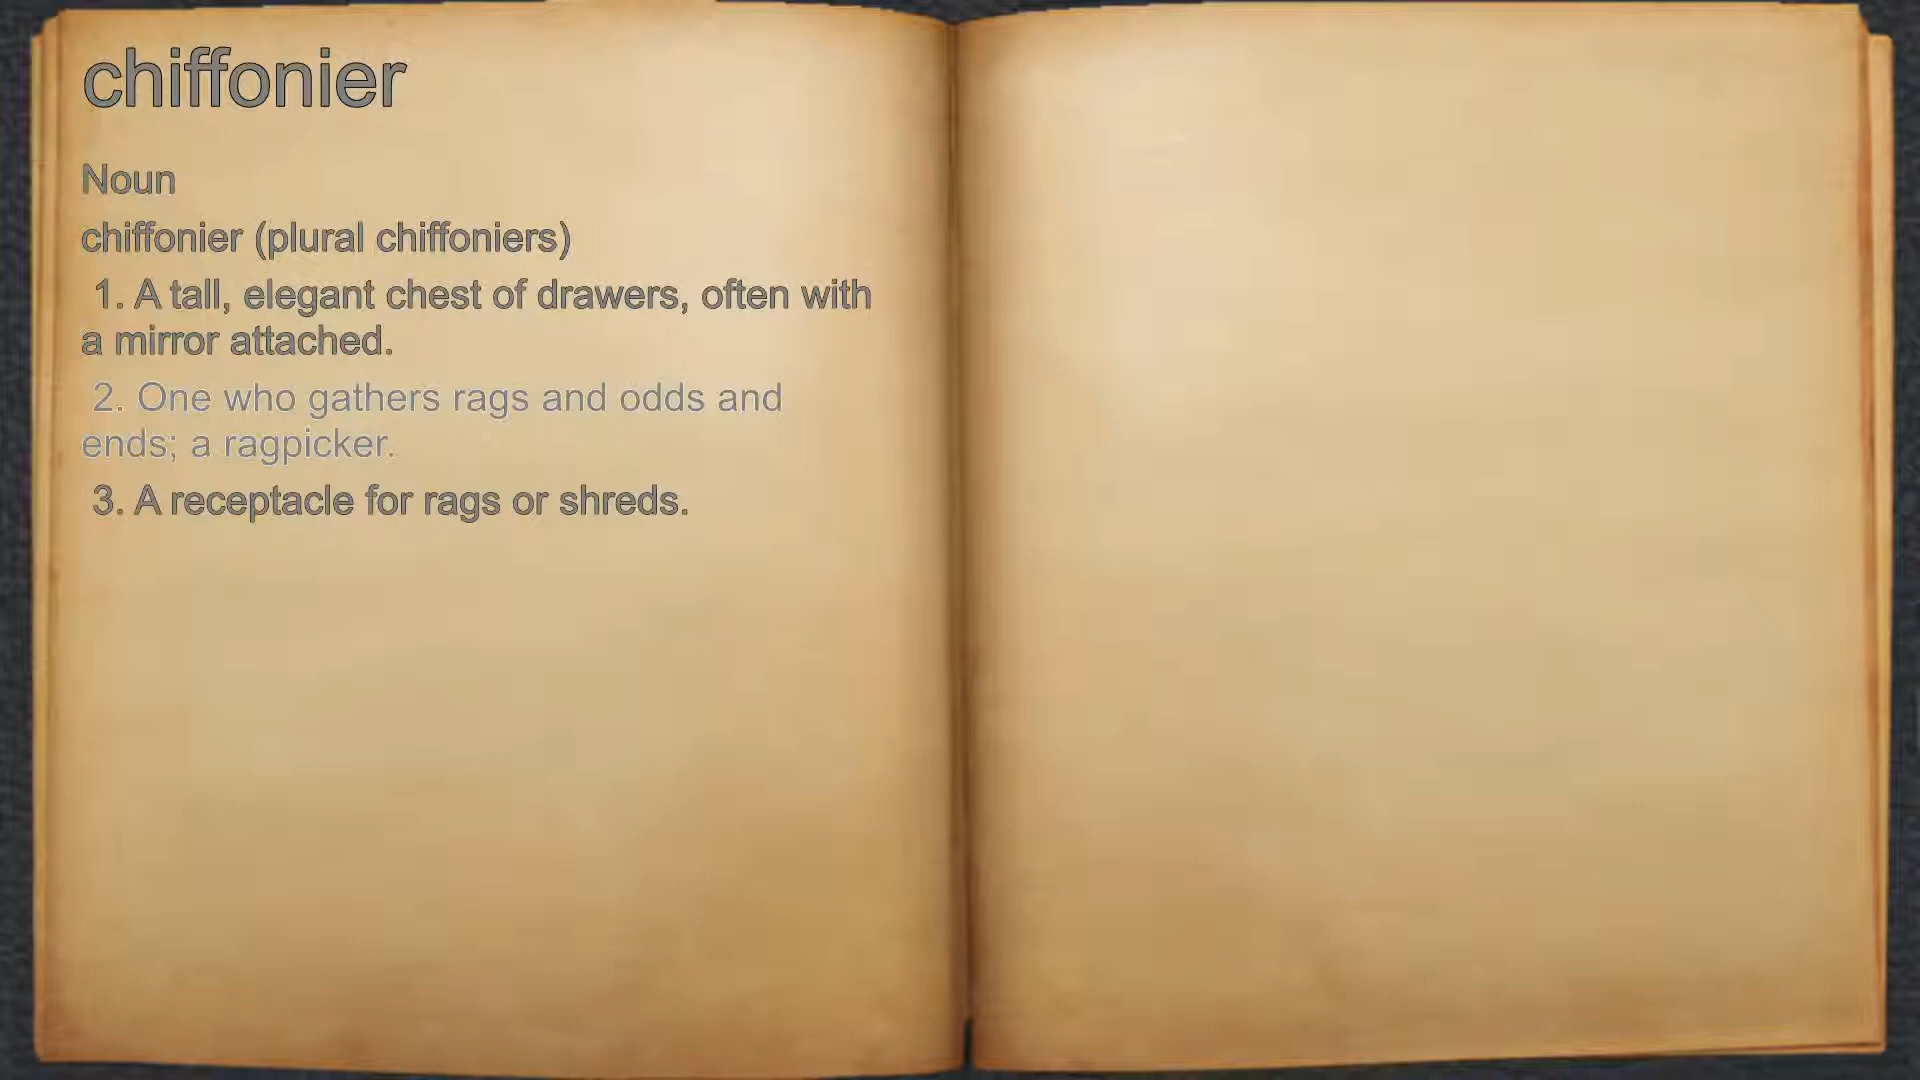 chiffonier
Noun
chiffonier (plural chiffoniers)
1. A tall, elegant chest of drawers, often with
a mirror attached.
2. One who gathers rags and odds and
ends; a ragpicker.
3. A receptacle for rags or shreds.